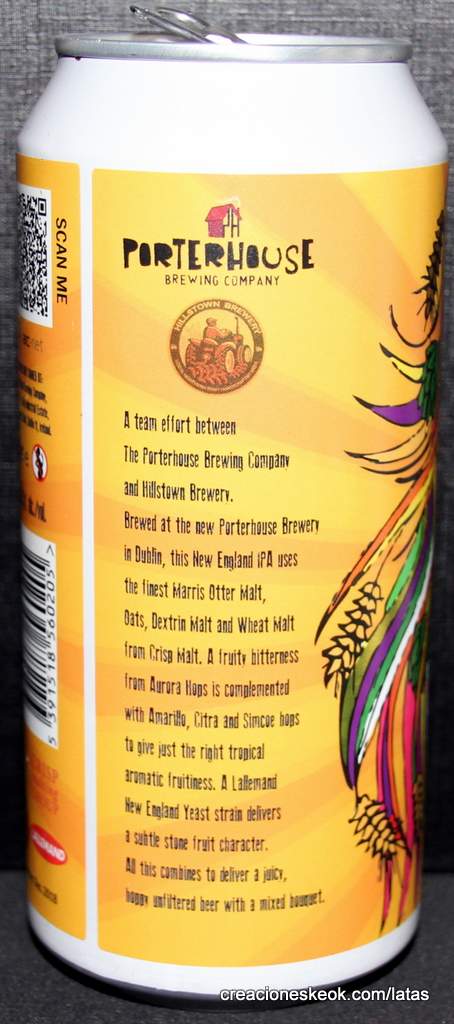 PORTERHOUSE
BREWING COMPANY
HILLSTOWN BREWERY
A team effort between
The Porterhouse Brewing Company
and Hillstown Brewery.
Brewed at the new Porterhouse Brewery
in Dublin, this New England IPA uses
the finest Marris Otter Malt,
Oats, Dextrin Malt and Wheat Malt
from Crisp Malt. A fruity bitterness
from Aurora Hops is complemented
with Amarillo, Citra and Simcoe hops
to give just the right tropical
aromatic fruitiness. A Lallemand
New England Yeast strain delivers
a subtle stone fruit character.
All this combines to deliver a juicy,
hoppy unfiltered beer with a mixed bouquet.
SCAN ME
5 391518 560205 >
creacioneskeok.com/latas